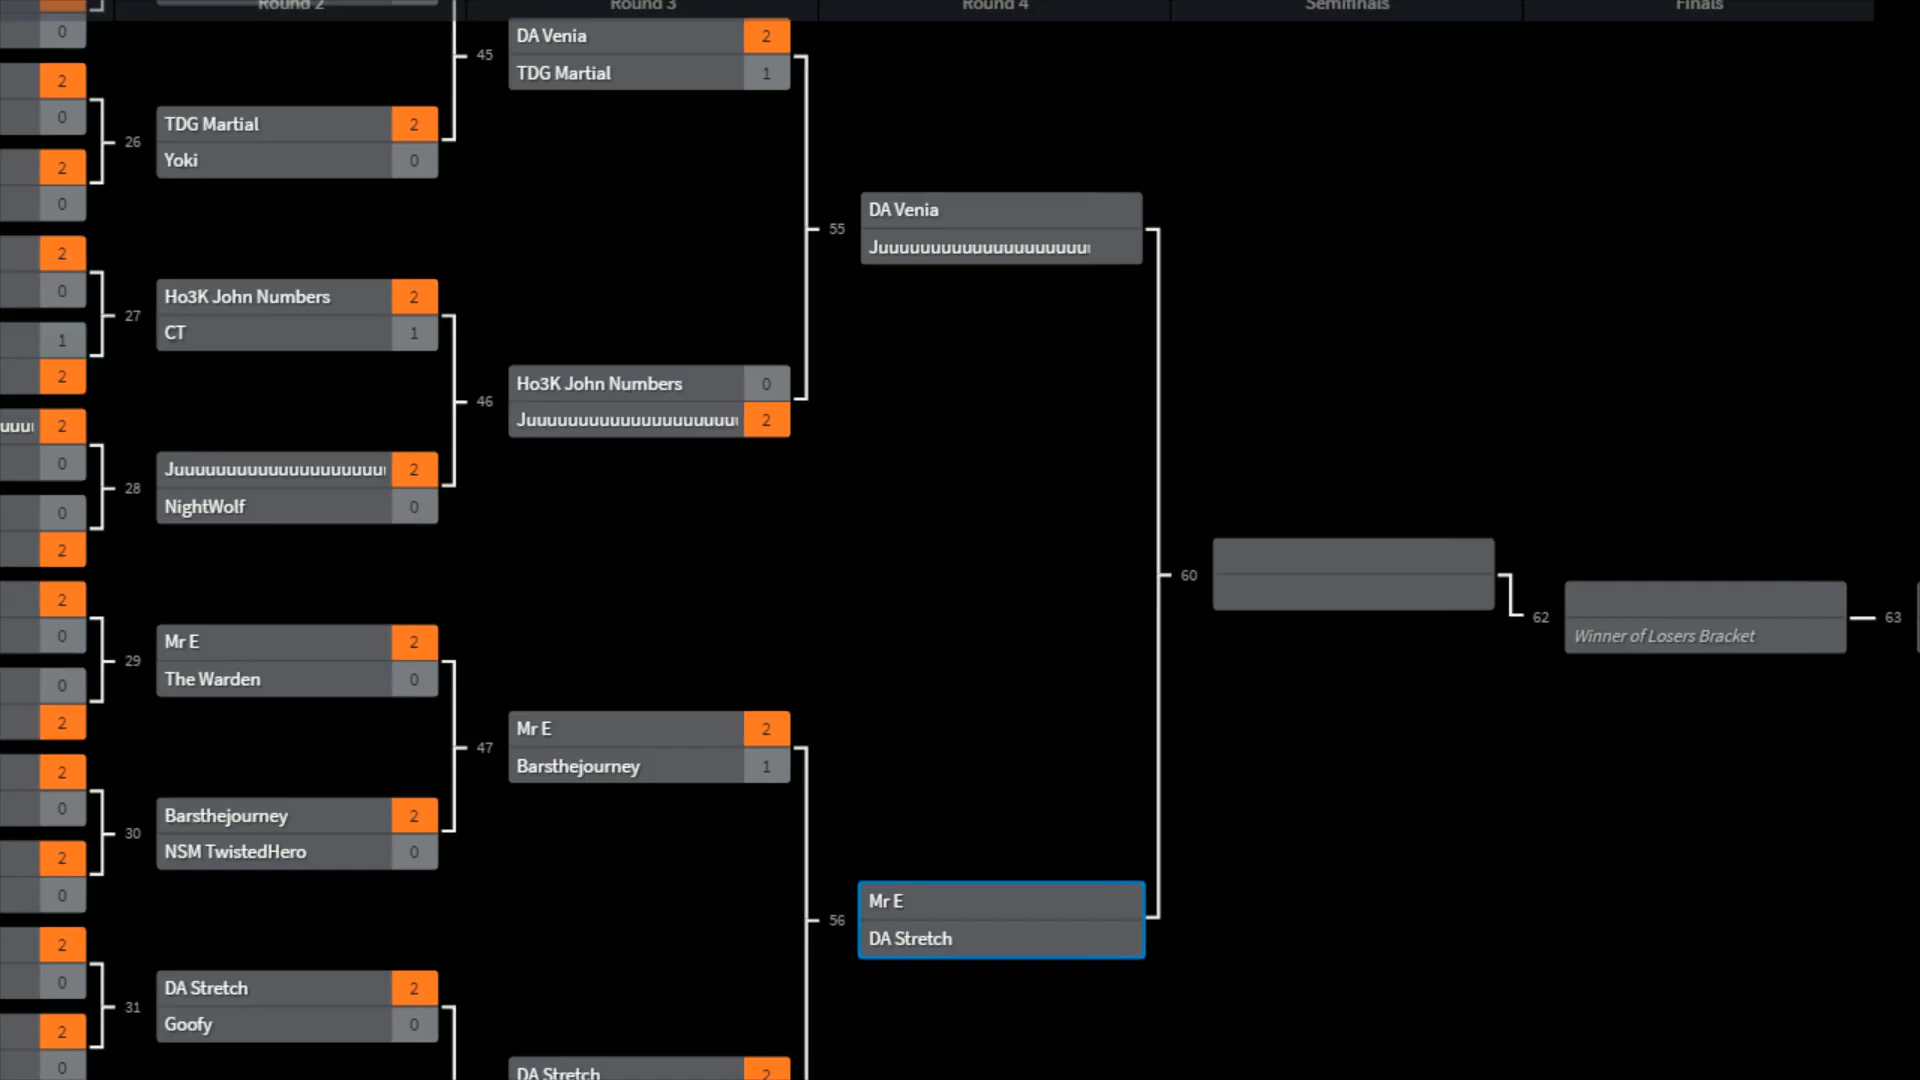 Round 2
Round 3
Round 4
Semifinals
Finals
0
2
0
2
0
2
0
1
2
uuuu 2
0
0
2
2
0
0
2
2
0
2
0
2
0
2
0
26
TDG Martial 2
Yoki 0
27
Ho3K John Numbers 2
CT 1
28
Juuuuuuuuuuuuuuuuuuuuu 2
NightWolf 0
29
Mr E 2
The Warden 0
30
Barsthejourney 2
NSM TwistedHero 0
31
DA Stretch 2
Goofy 0
45
DA Venia 2
TDG Martial 1
46
Ho3K John Numbers 0
Juuuuuuuuuuuuuuuuuuuuu 2
47
Mr E 2
Barsthejourney 1
DA Stretch 2
55
DA Venia
Juuuuuuuuuuuuuuuuuuuuu
56
Mr E
DA Stretch
60
62
Winner of Losers Bracket
63